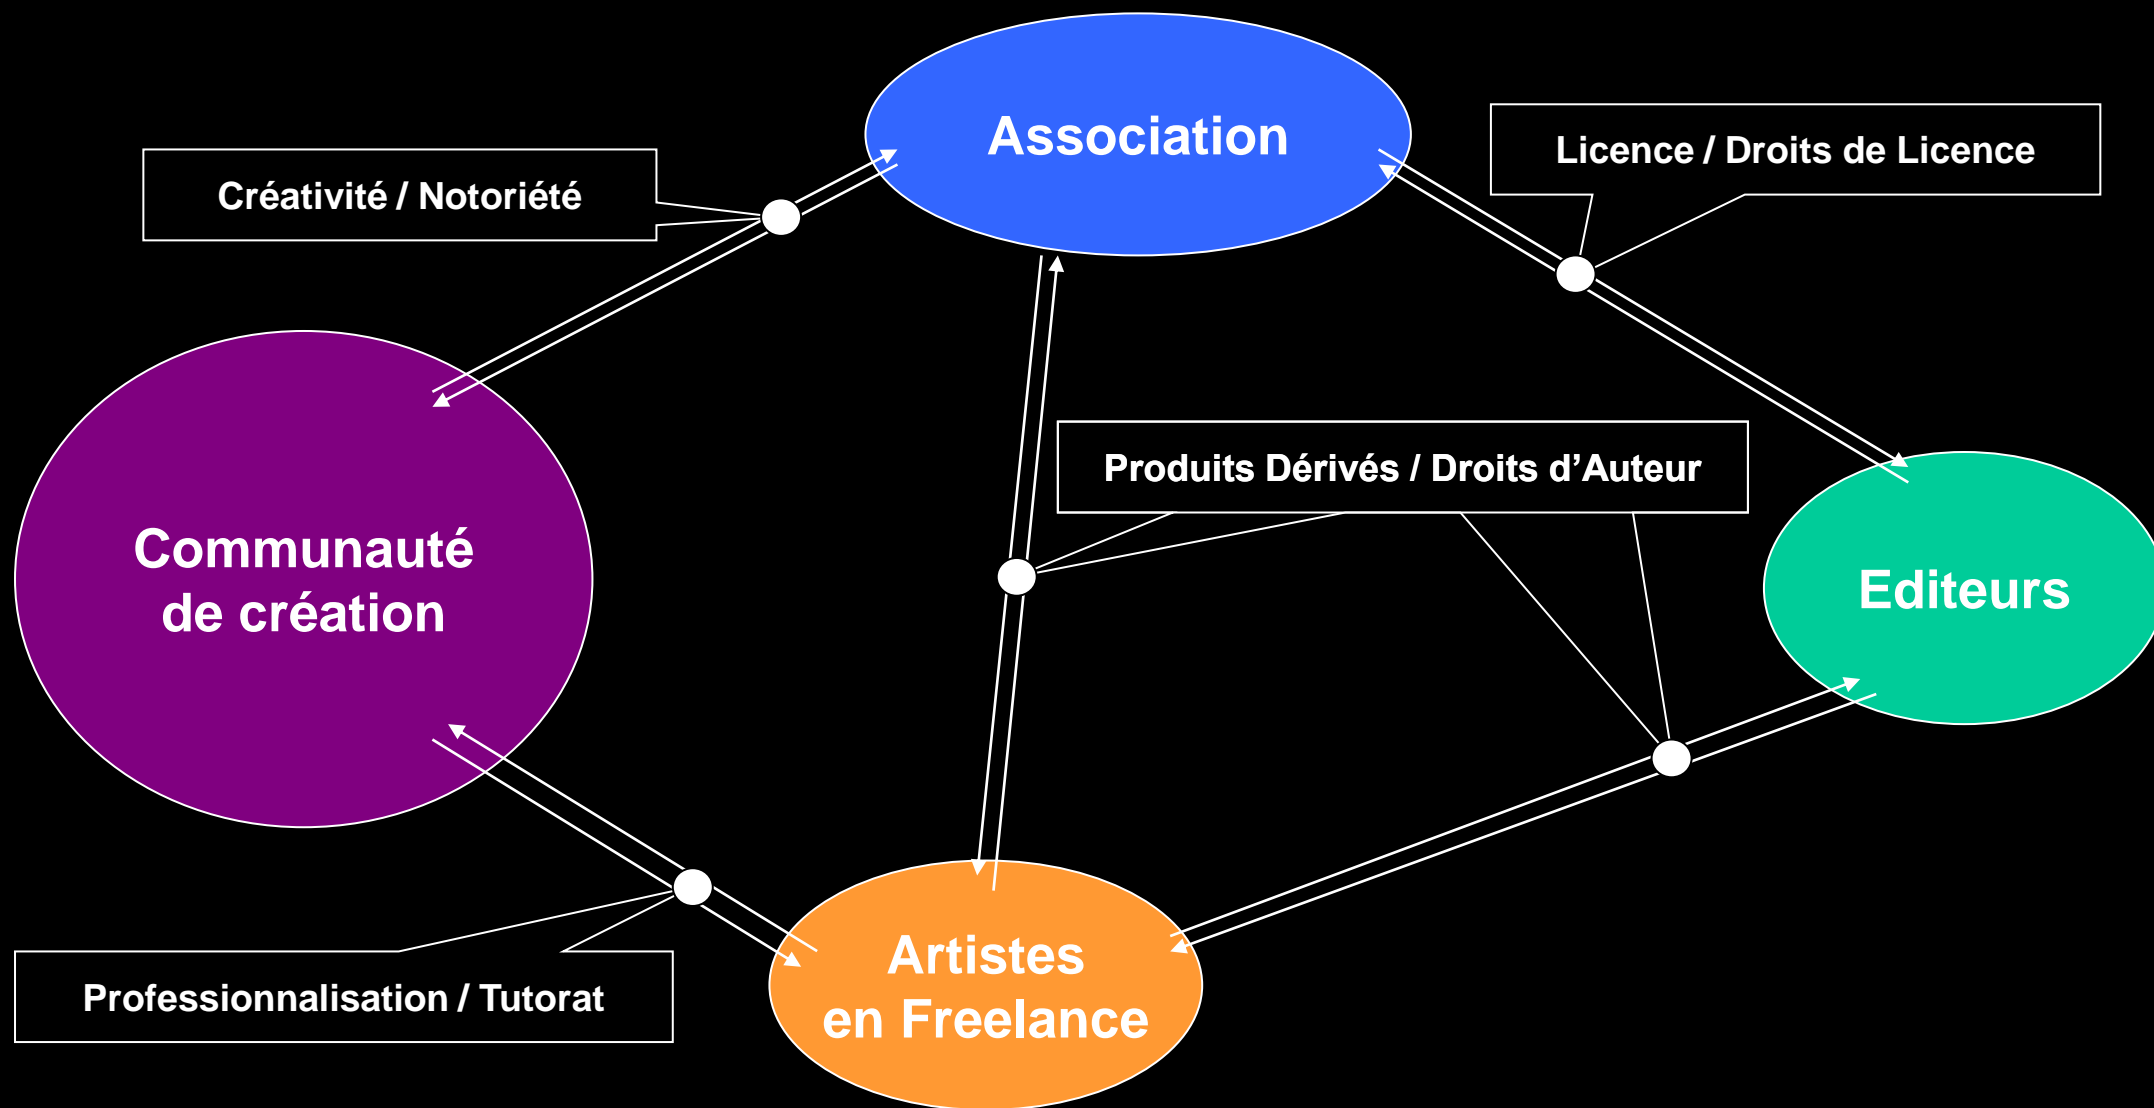 Association
Licence / Droits de Licence
Créativité / Notoriété
Produits Dérivés / Droits d’Auteur
Communauté
de création
Editeurs
Artistes
en Freelance
Professionnalisation / Tutorat